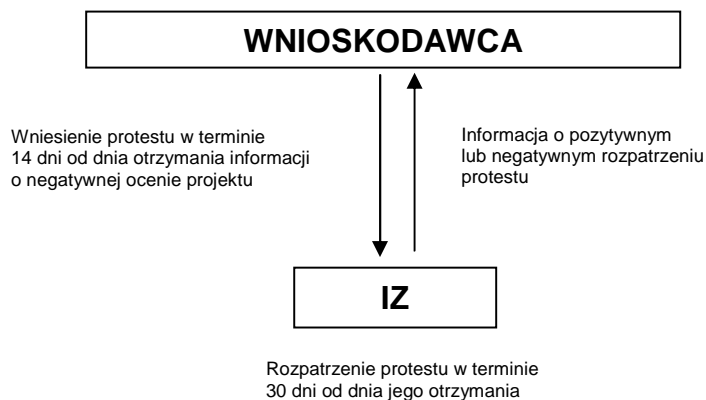 WNIOSKODAWCA
Wniesienie protestu w terminie
14 dni od dnia otrzymania informacji
o negatywnej ocenie projektu
Informacja o pozytywnym
lub negatywnym rozpatrzeniu
protestu
IZ
Rozpatrzenie protestu w terminie
30 dni od dnia jego otrzymania